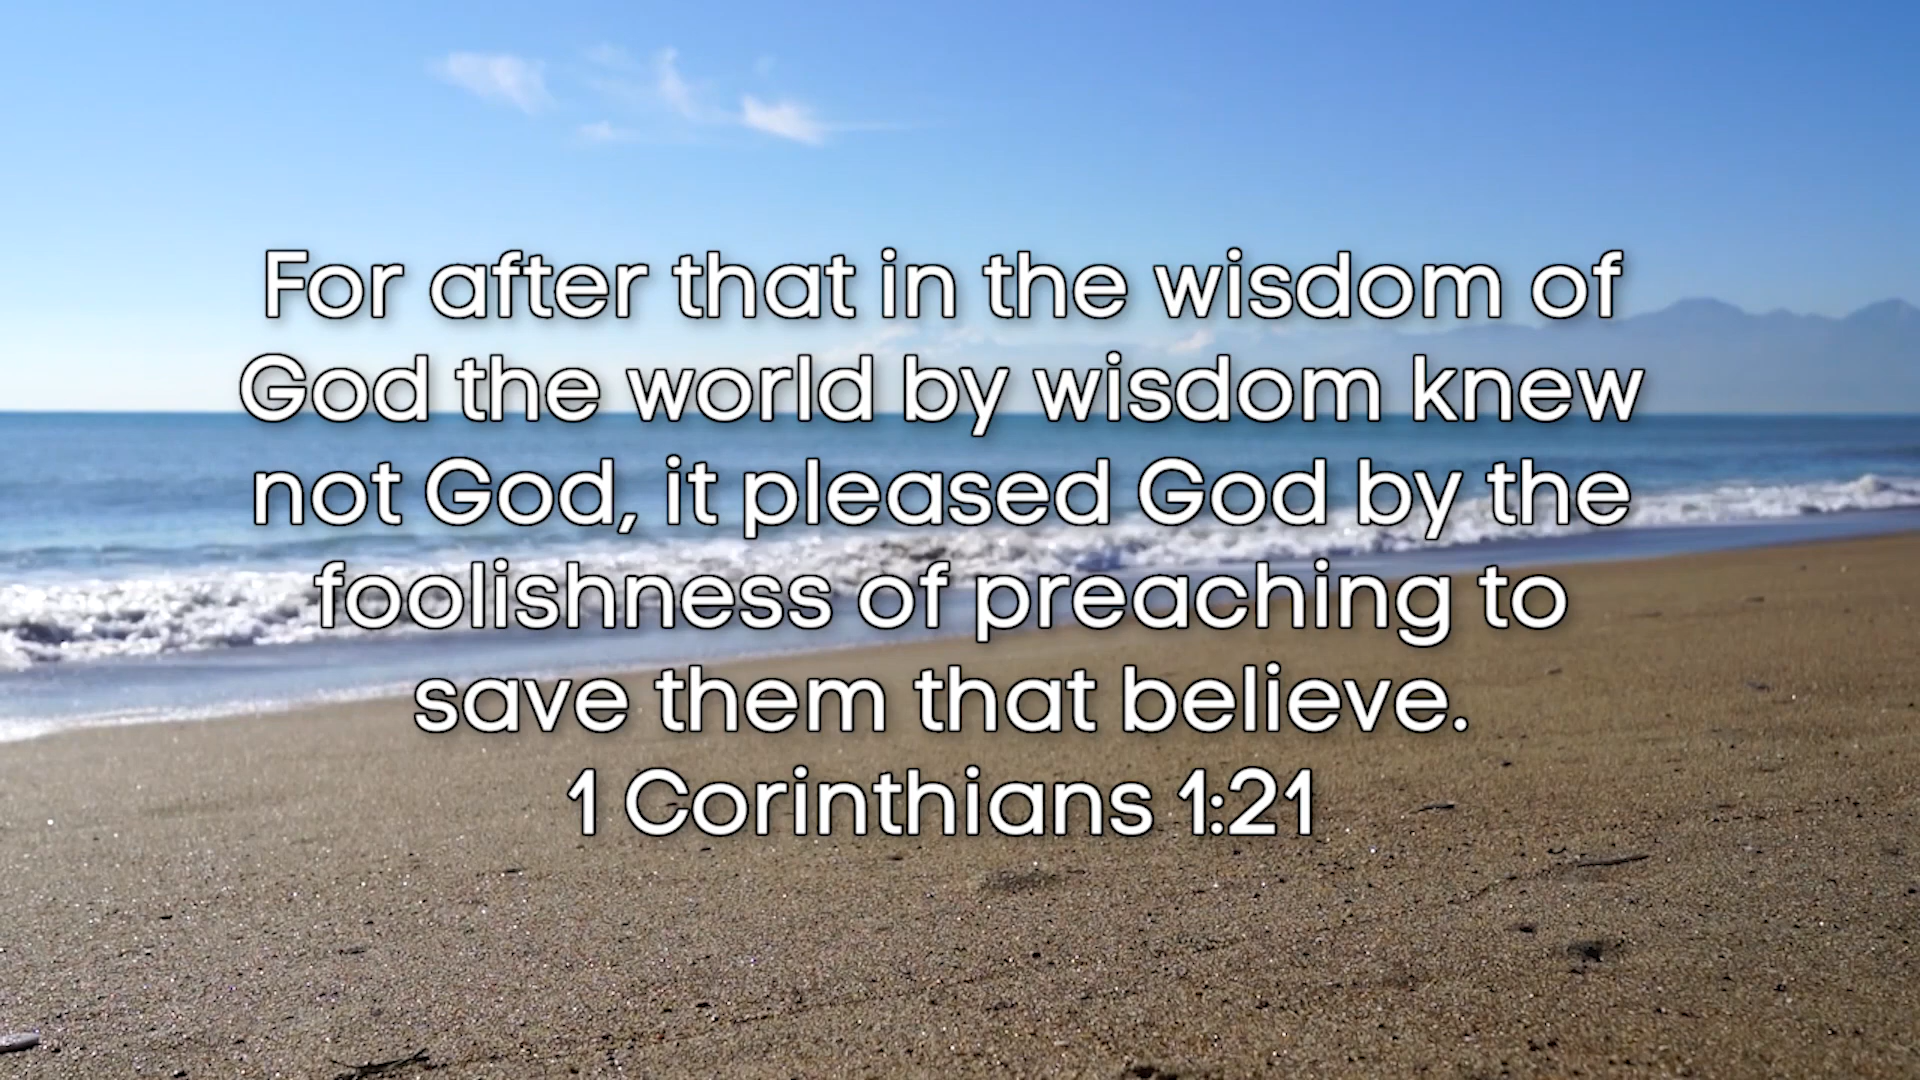 For after that in the wisdom of
God the world by wisdom knew
not God, it pleased God by the
foolishness of preaching to
save them that believe.
1 Corinthians 1:21